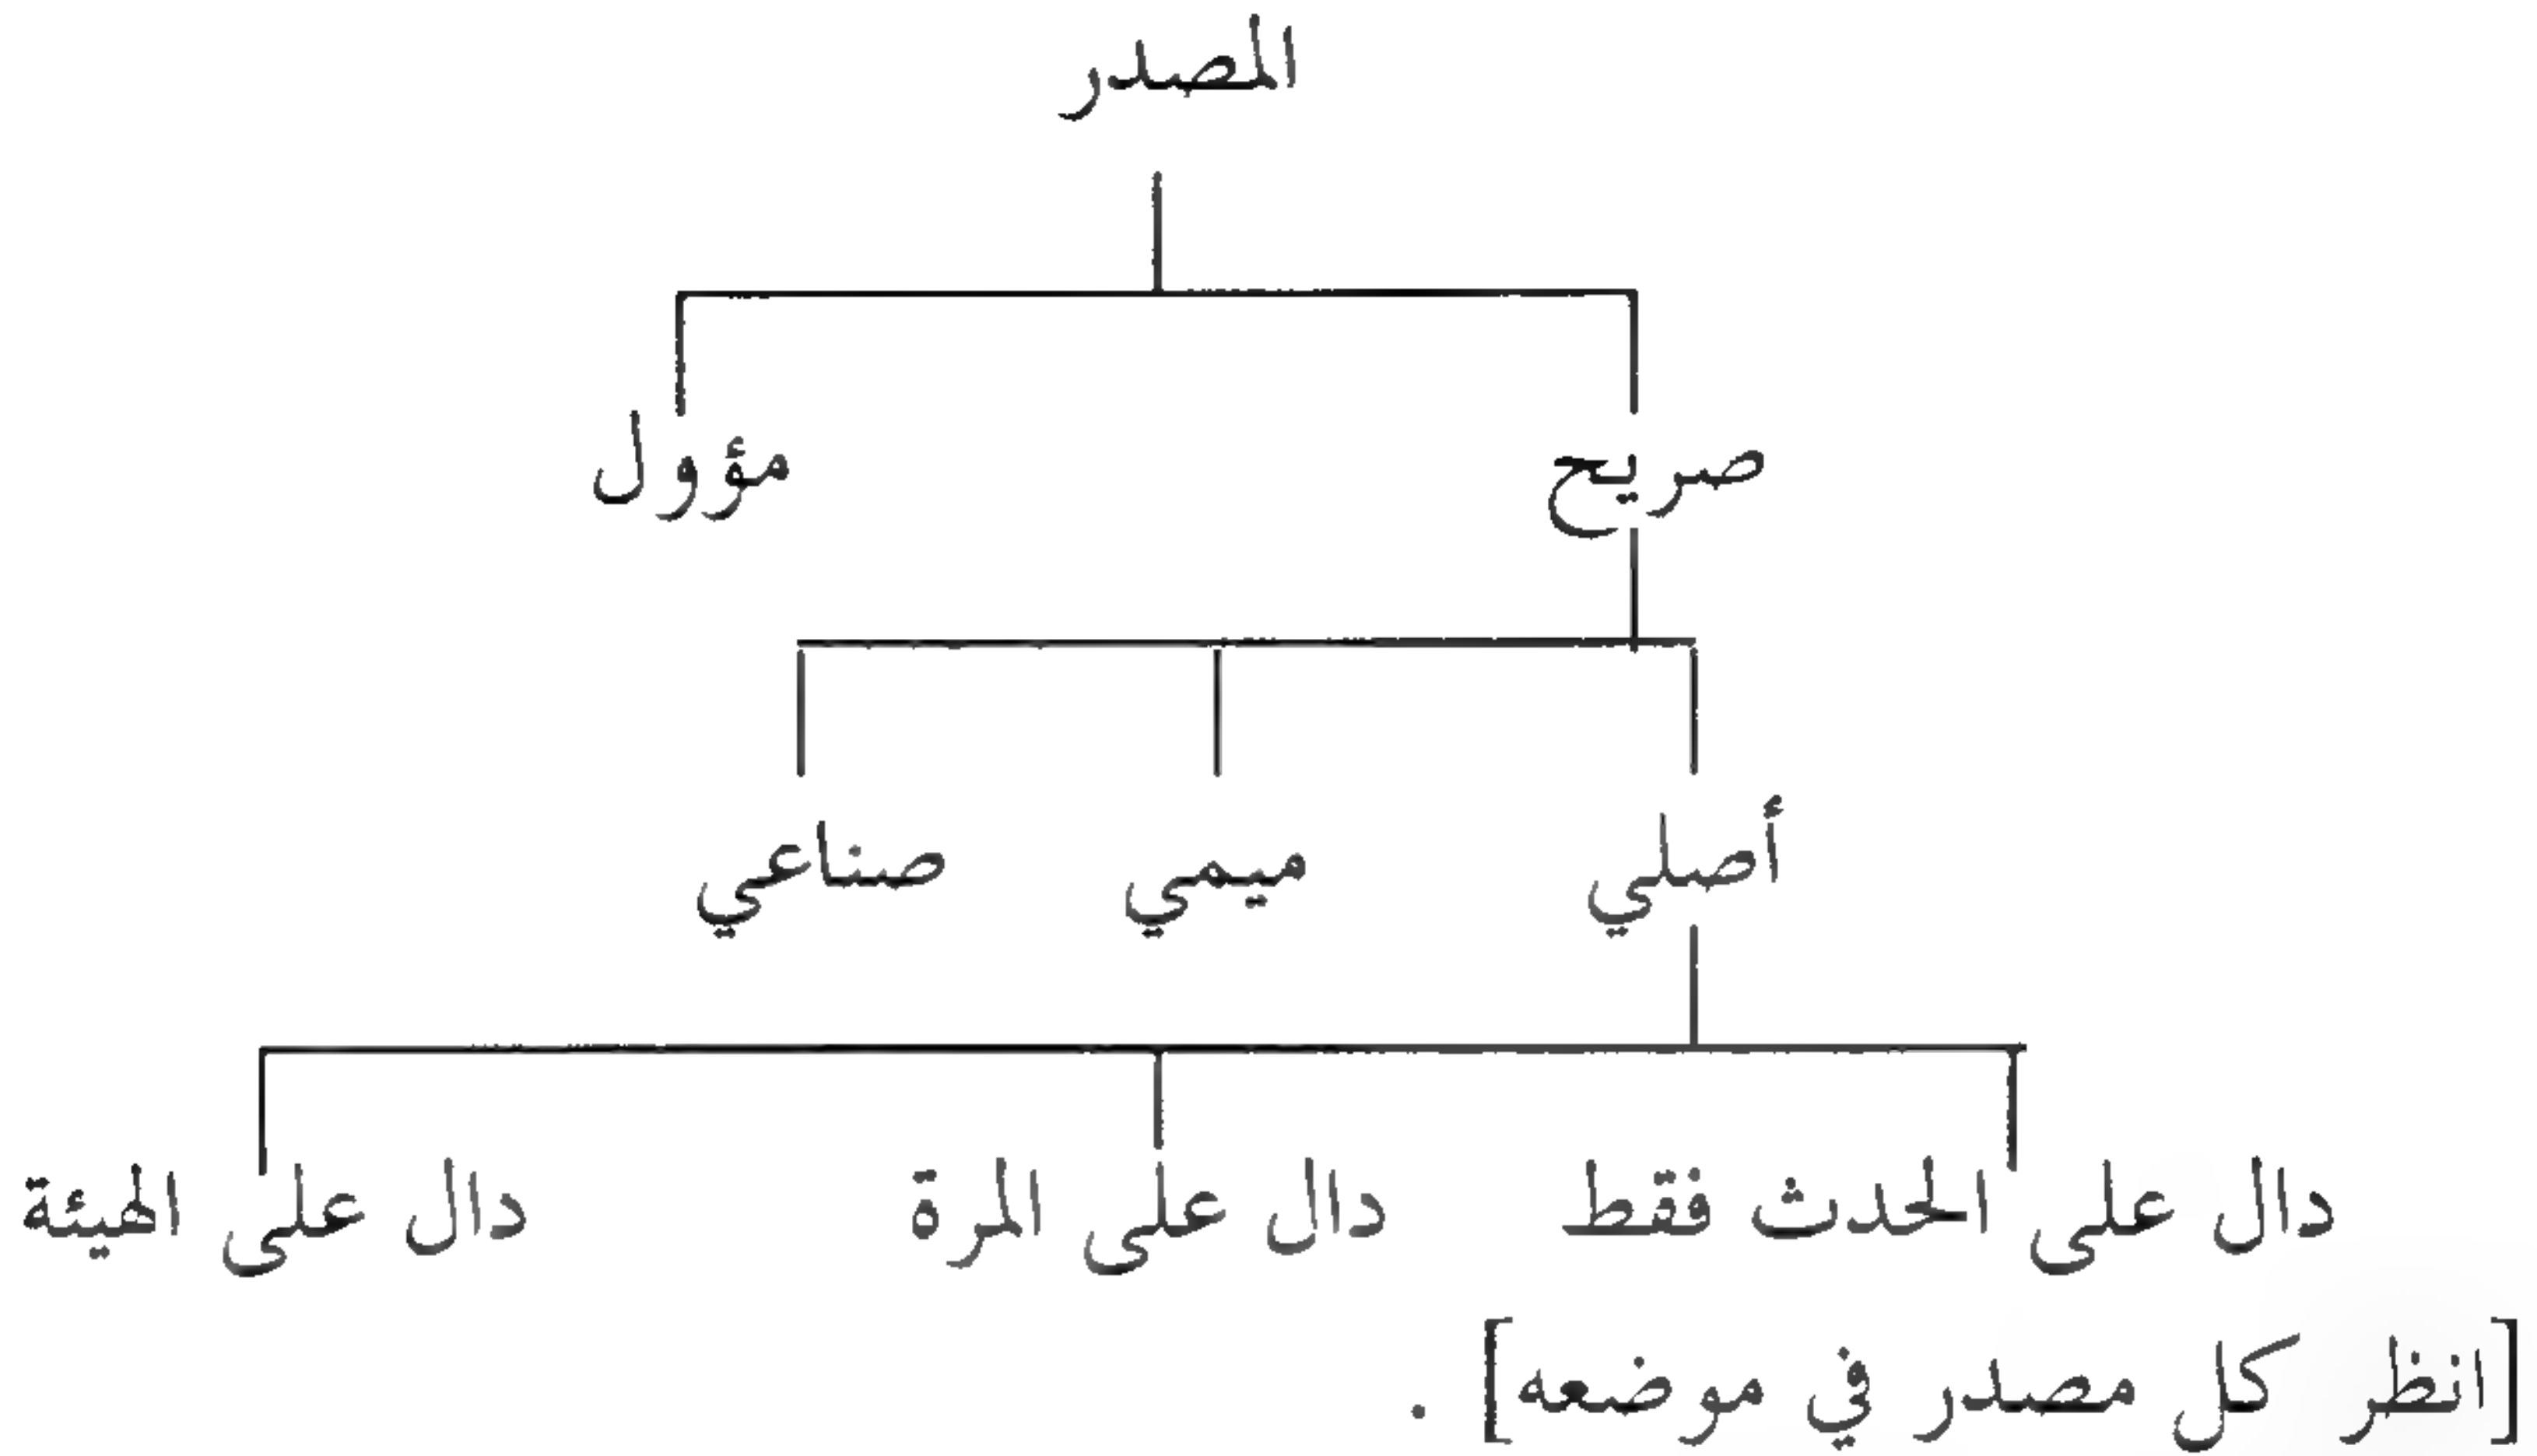 المصدر
صريح مؤول
أصلي ميمي صناعي
دال على الحدث فقط دال على المرة دال على الهيئة
[انظر كل مصدر في موضعه] .